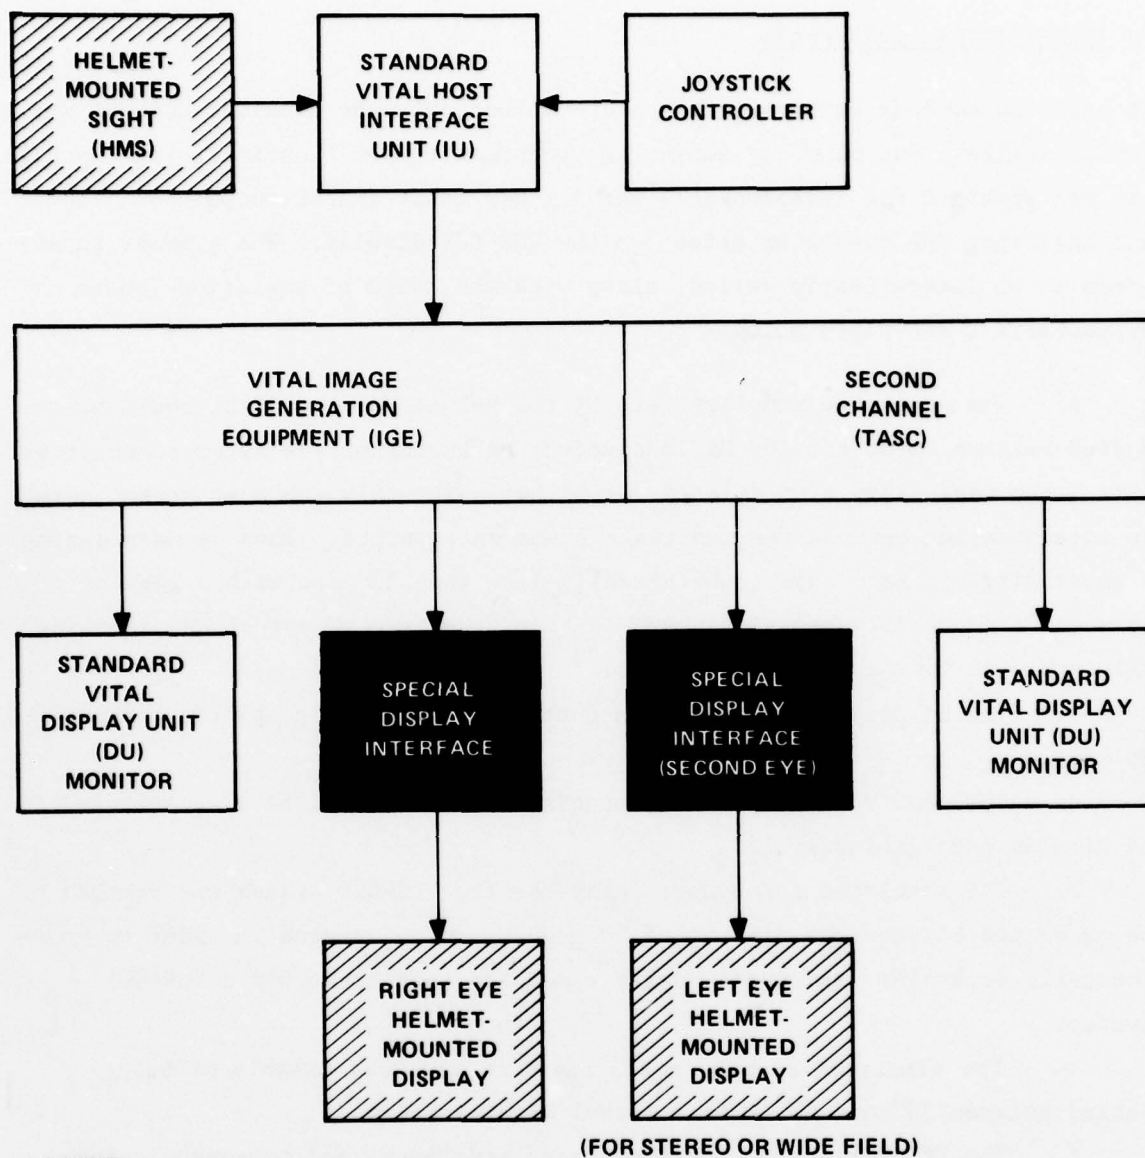 HELMET-
MOUNTED
SIGHT
(HMS)
STANDARD
VITAL HOST
INTERFACE
UNIT (IU)
JOYSTICK
CONTROLLER
VITAL IMAGE
GENERATION
EQUIPMENT (IGE)
SECOND
CHANNEL
(TASC)
STANDARD
VITAL
DISPLAY UNIT
(DU)
MONITOR
SPECIAL
DISPLAY
INTERFACE
SPECIAL
DISPLAY
INTERFACE
(SECOND EYE)
STANDARD
VITAL DISPLAY
UNIT (DU)
MONITOR
RIGHT EYE
HELMET-
MOUNTED
DISPLAY
LEFT EYE
HELMET-
MOUNTED
DISPLAY
(FOR STEREO OR WIDE FIELD)